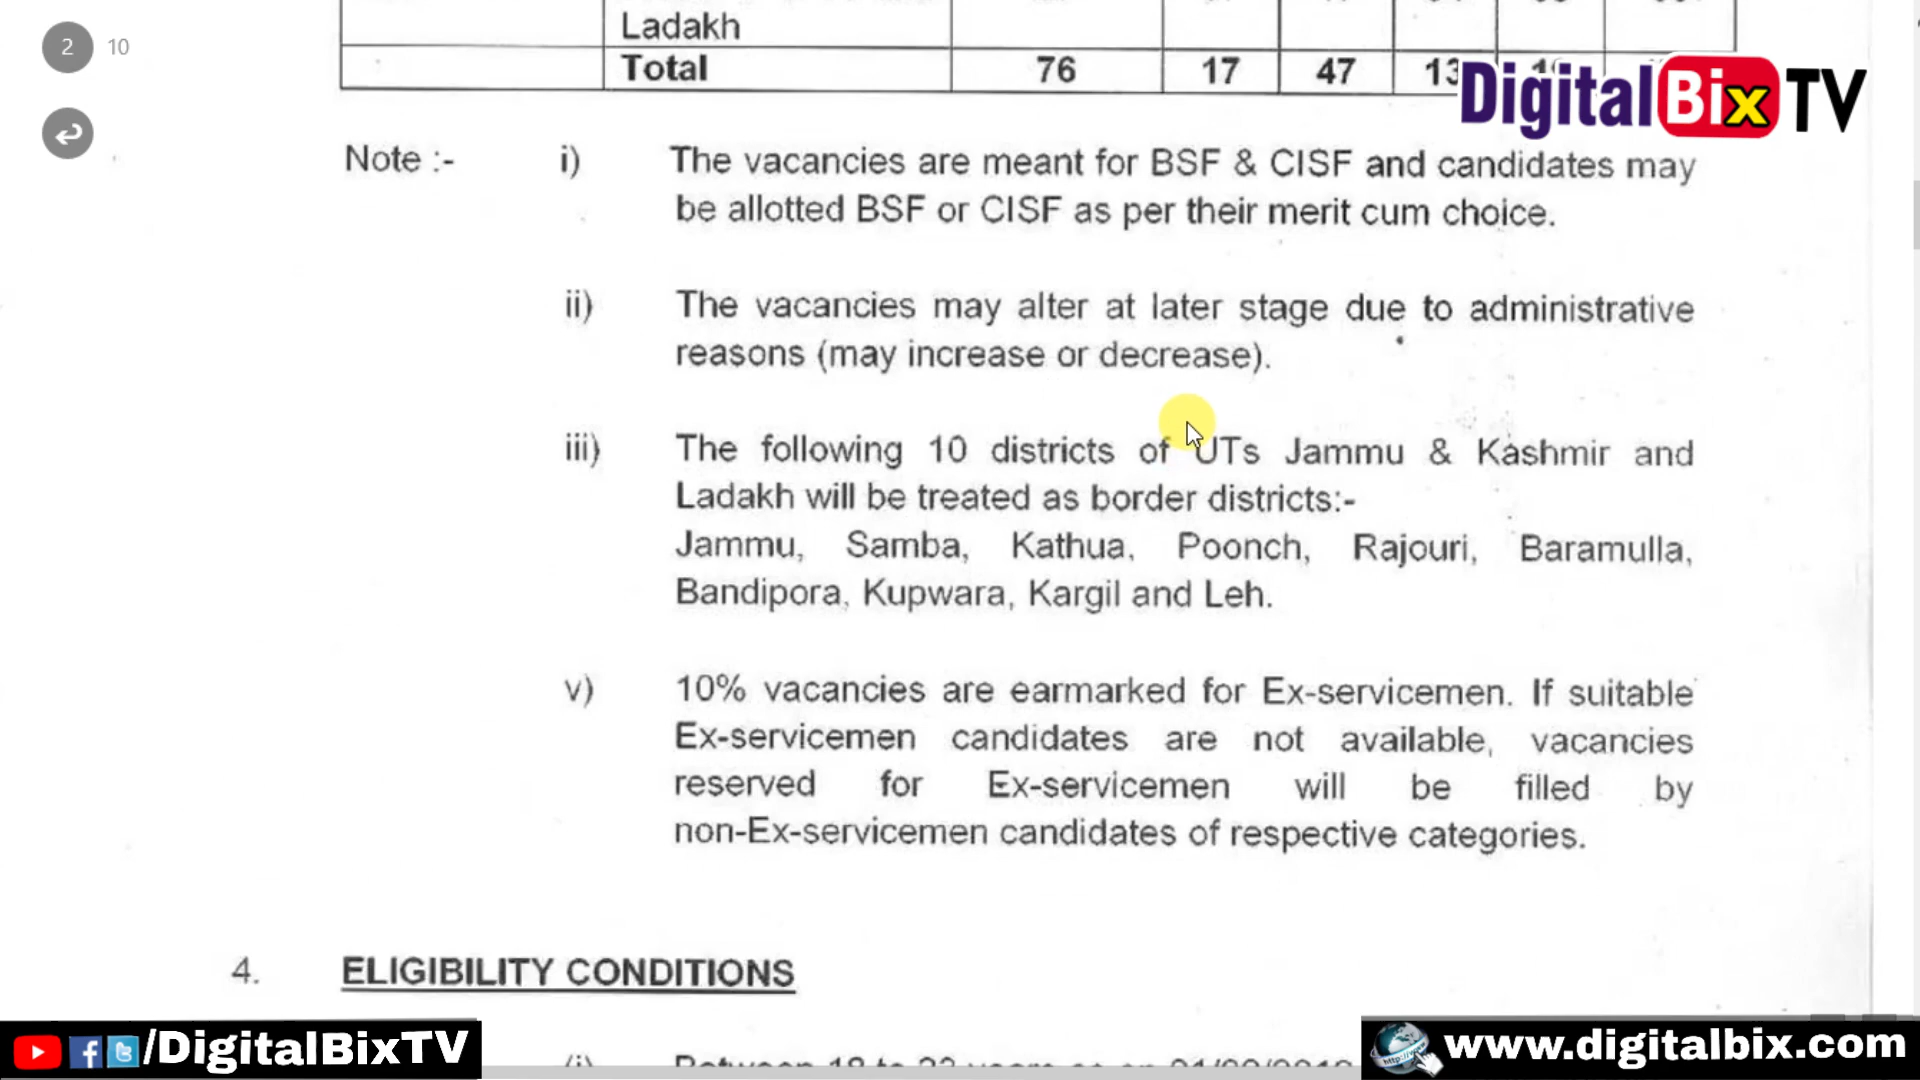 2 10
Ladakh
Total 76 17 47 13
DigitalBixTV
Note :- i) The vacancies are meant for BSF & CISF and candidates may
be allotted BSF or CISF as per their merit cum choice.
ii) The vacancies may alter at later stage due to administrative
reasons (may increase or decrease).
iii) The following 10 districts of UTs Jammu & Kashmir and
Ladakh will be treated as border districts:-
Jammu, Samba, Kathua, Poonch, Rajouri, Baramulla,
Bandipora, Kupwara, Kargil and Leh.
v) 10% vacancies are earmarked for Ex-servicemen. If suitable
Ex-servicemen candidates are not available, vacancies
reserved for Ex-servicemen will be filled by
non-Ex-servicemen candidates of respective categories.
4. ELIGIBILITY CONDITIONS
/DigitalBixTV
www.digitalbix.com